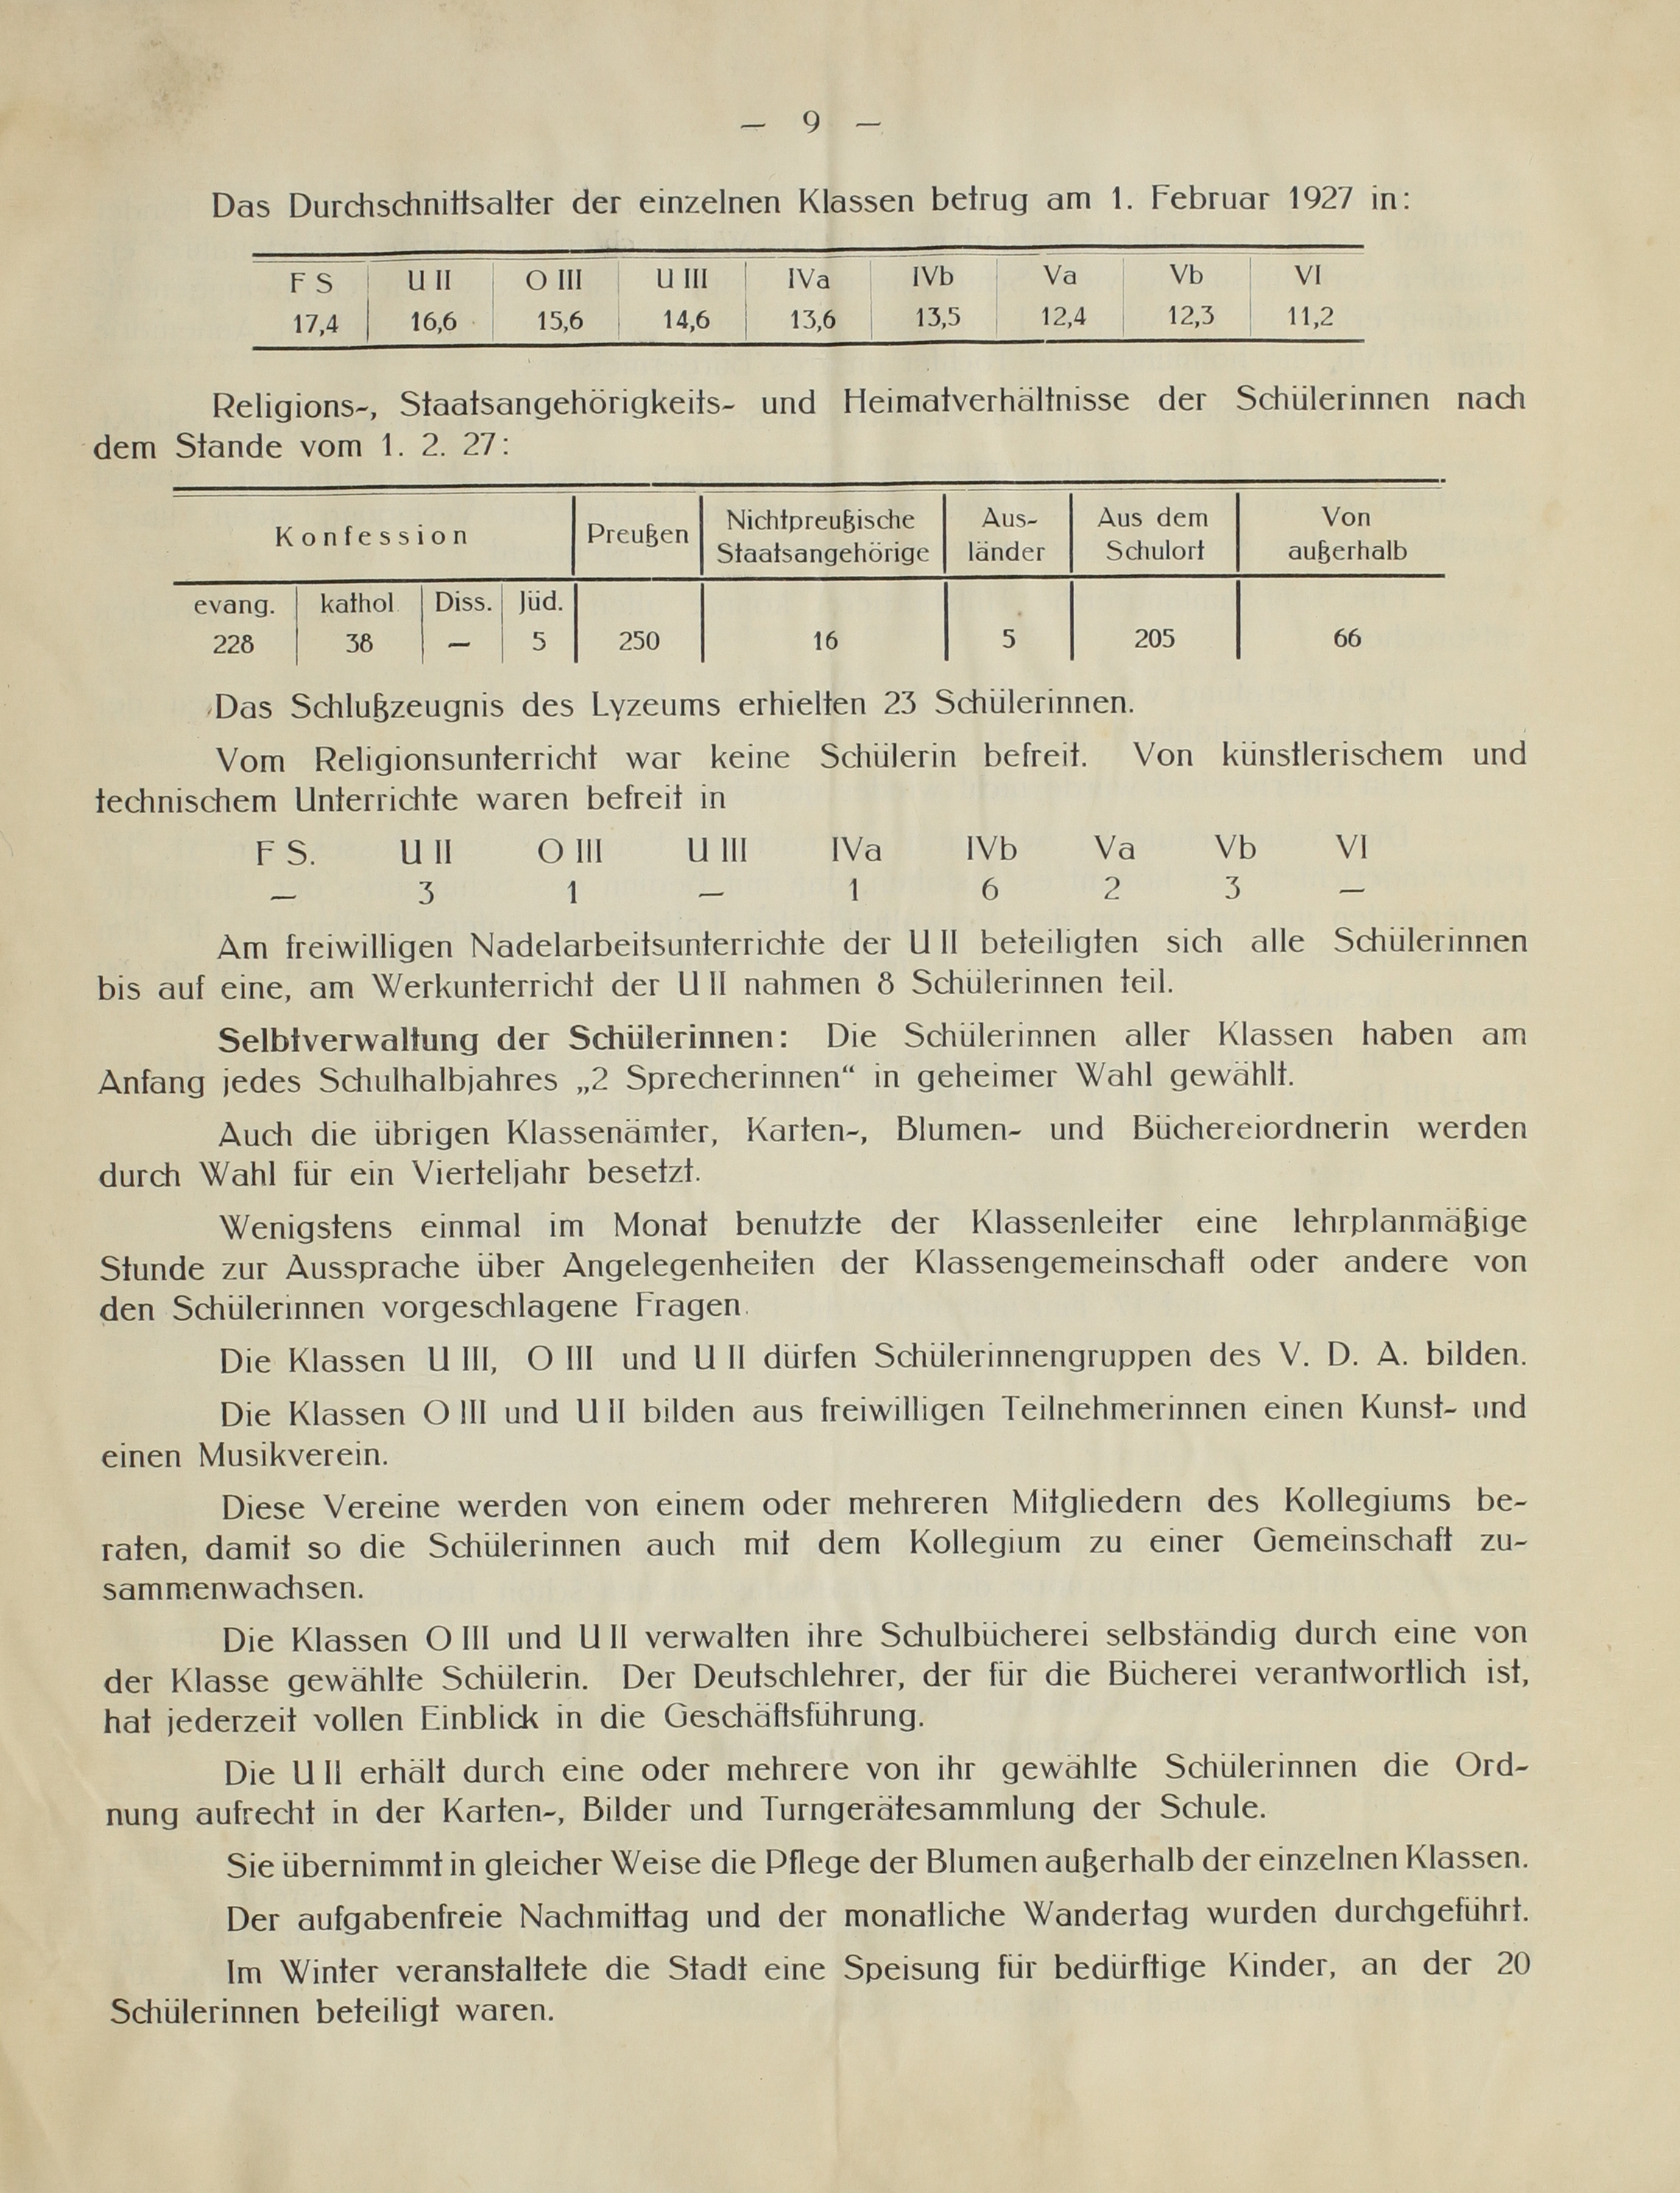 — 9 —
Das Durchschnittsalter der einzelnen Klassen betrug am 1. Februar 1927 in:
F S U II O III U III IVa IVb Va Vb VI
17,4 16,6 15,6 14,6 13,6 13,5 12,4 12,3 11,2
Religions-, Staatsangehörigkeits- und Heimatverhältnisse der Schülerinnen nach
dem Stande vom 1. 2. 27:
Konfession Preußen Nichtpreußische Staatsangehörige Aus-länder Aus dem Schulort Von außerhalb
evang. kathol. Diss. Jüd.
228 38 — 5 250 16 5 205 66
Das Schlußzeugnis des Lyzeums erhielten 23 Schülerinnen.
Vom Religionsunterricht war keine Schülerin befreit. Von künstlerischem und
technischem Unterrichte waren befreit in
F S. U II O III U III IVa IVb Va Vb VI
— 3 1 — 1 6 2 3 —
Am freiwilligen Nadelarbeitsunterrichte der U II beteiligten sich alle Schülerinnen
bis auf eine, am Werkunterricht der U II nahmen 8 Schülerinnen teil.
Selbtverwaltung der Schülerinnen: Die Schülerinnen aller Klassen haben am
Anfang jedes Schulhalbjahres „2 Sprecherinnen“ in geheimer Wahl gewählt.
Auch die übrigen Klassenämter, Karten-, Blumen- und Büchereiordnerin werden
durch Wahl für ein Vierteljahr besetzt.
Wenigstens einmal im Monat benutzte der Klassenleiter eine lehrplanmäßige
Stunde zur Aussprache über Angelegenheiten der Klassengemeinschaft oder andere von
den Schülerinnen vorgeschlagene Fragen.
Die Klassen U III, O III und U II dürfen Schülerinnengruppen des V. D. A. bilden.
Die Klassen O III und U II bilden aus freiwilligen Teilnehmerinnen einen Kunst- und
einen Musikverein.
Diese Vereine werden von einem oder mehreren Mitgliedern des Kollegiums be-
raten, damit so die Schülerinnen auch mit dem Kollegium zu einer Gemeinschaft zu-
sammenwachsen.
Die Klassen O III und U II verwalten ihre Schulbücherei selbständig durch eine von
der Klasse gewählte Schülerin. Der Deutschlehrer, der für die Bücherei verantwortlich ist,
hat jederzeit vollen Einblick in die Geschäftsführung.
Die U II erhält durch eine oder mehrere von ihr gewählte Schülerinnen die Ord-
nung aufrecht in der Karten-, Bilder und Turngerätesammlung der Schule.
Sie übernimmt in gleicher Weise die Pflege der Blumen außerhalb der einzelnen Klassen.
Der aufgabenfreie Nachmittag und der monatliche Wandertag wurden durchgeführt.
Im Winter veranstaltete die Stadt eine Speisung für bedürftige Kinder, an der 20
Schülerinnen beteiligt waren.